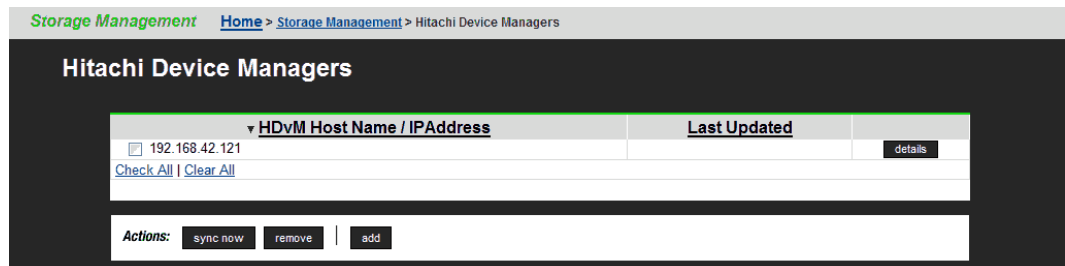 Storage Management Home > Storage Management > Hitachi Device Managers
Hitachi Device Managers
▼ HDvM Host Name / IPAddress Last Updated
192.168.42.121 details
Check All | Clear All
Actions: sync now remove | add